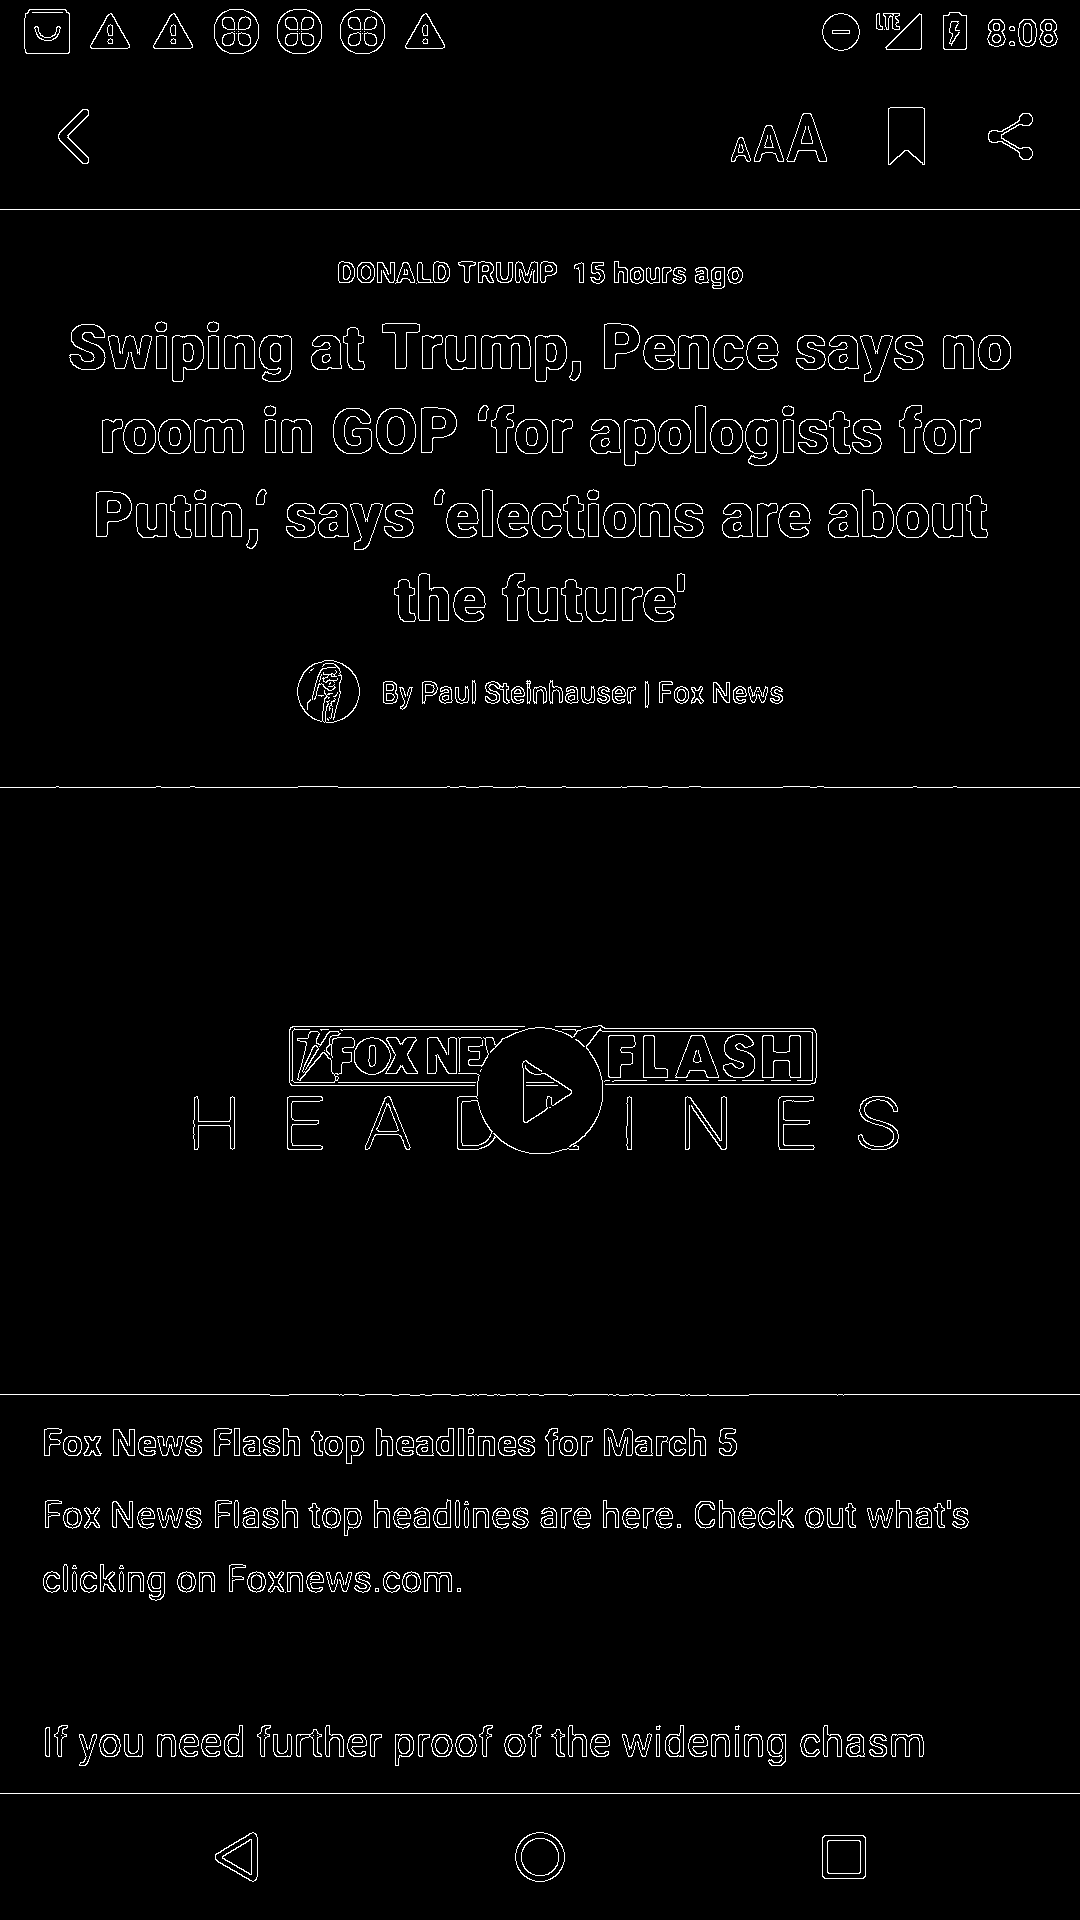 LTE 8:08
AAA
DONALD TRUMP 15 hours ago
Swiping at Trump, Pence says no
room in GOP ‘for apologists for
Putin,‘ says ‘elections are about
the future'
By Paul Steinhauser | Fox News
FOX FLASH
Fox News Flash top headlines for March 5
Fox News Flash top headlines are here. Check out what's
clicking on Foxnews.com.
If you need further proof of the widening chasm